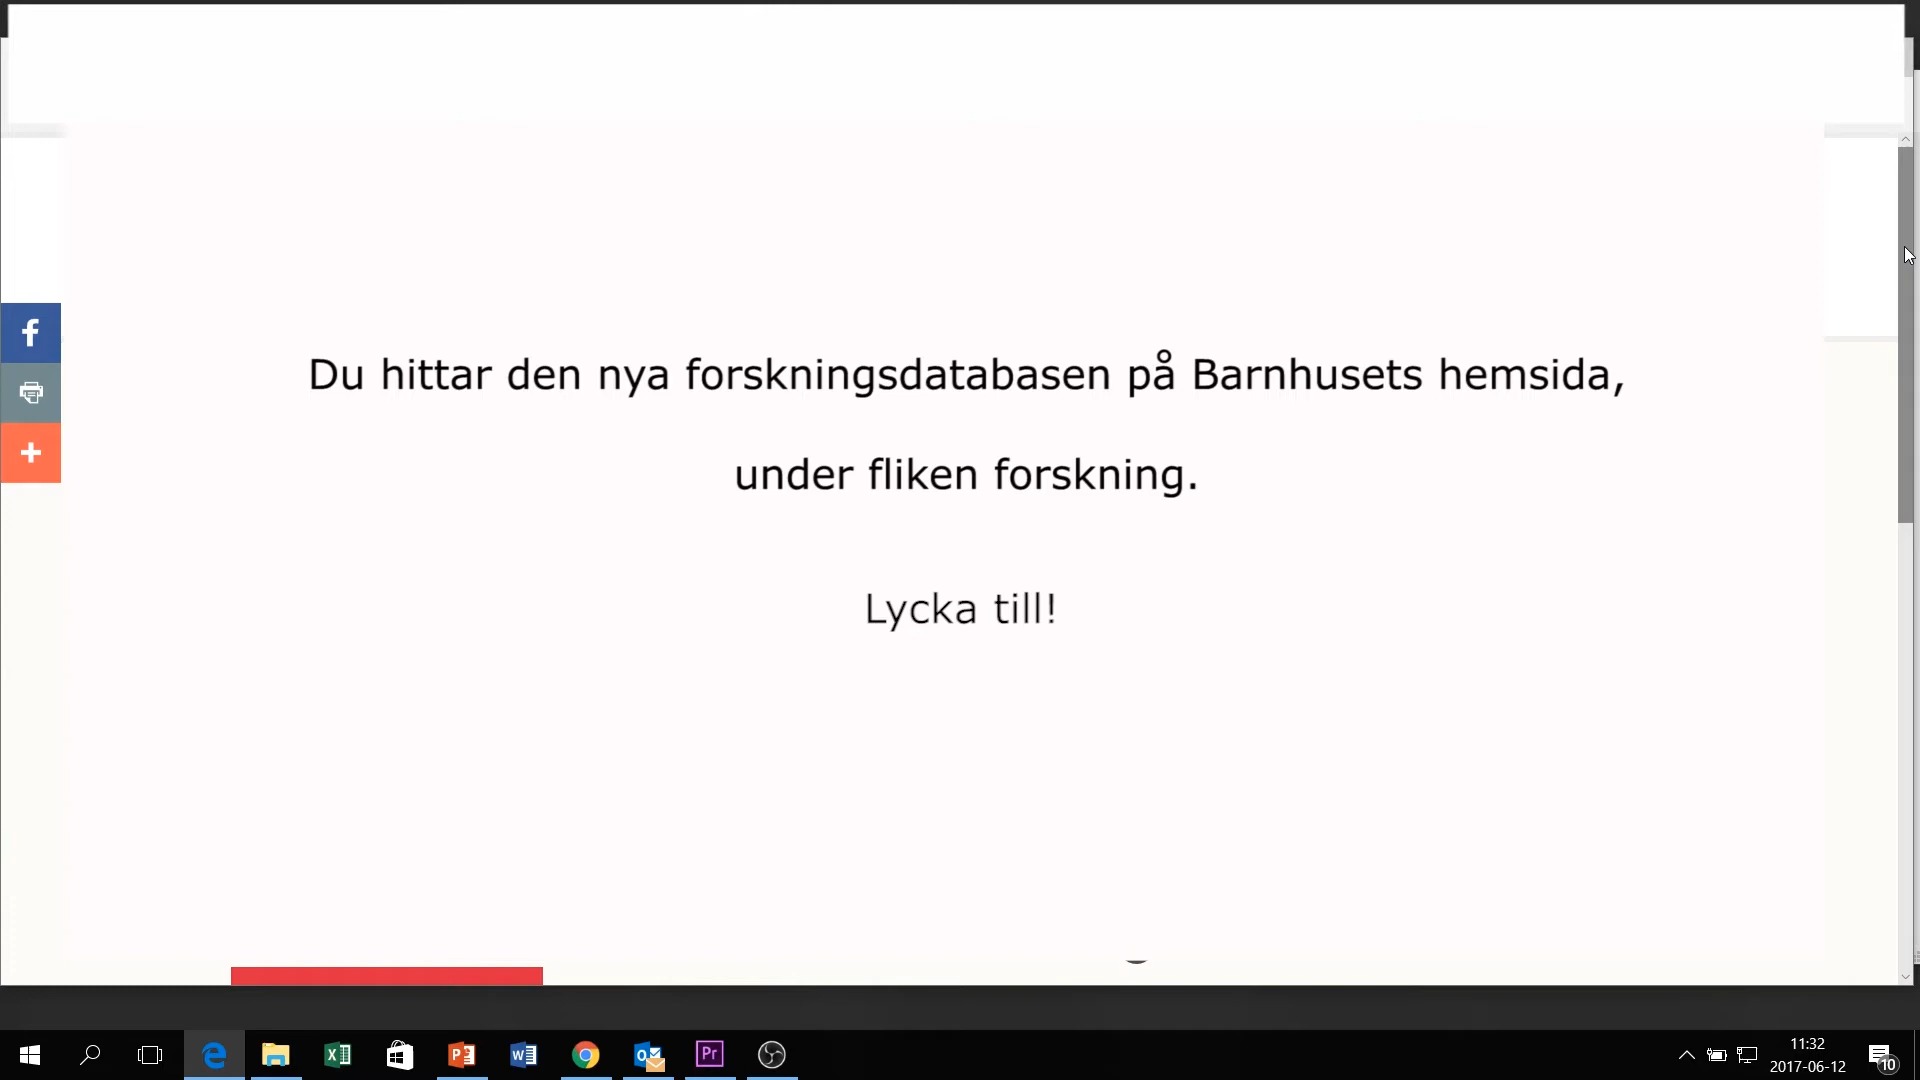 Du hittar den nya forskningsdatabasen på Barnhusets hemsida,
under fliken forskning.
Lycka till!
11:32
2017-06-12
10